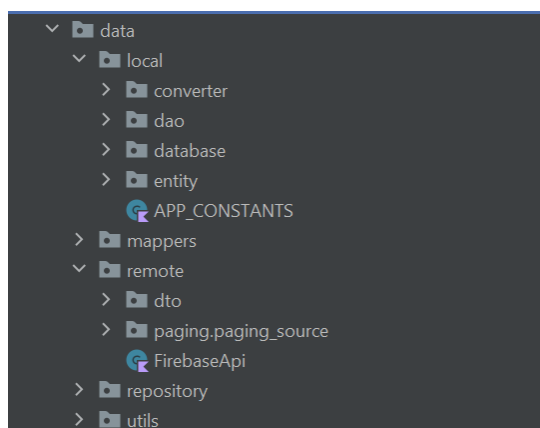 data
local
converter
dao
database
entity
APP_CONSTANTS
mappers
remote
dto
paging.paging_source
FirebaseApi
repository
utils